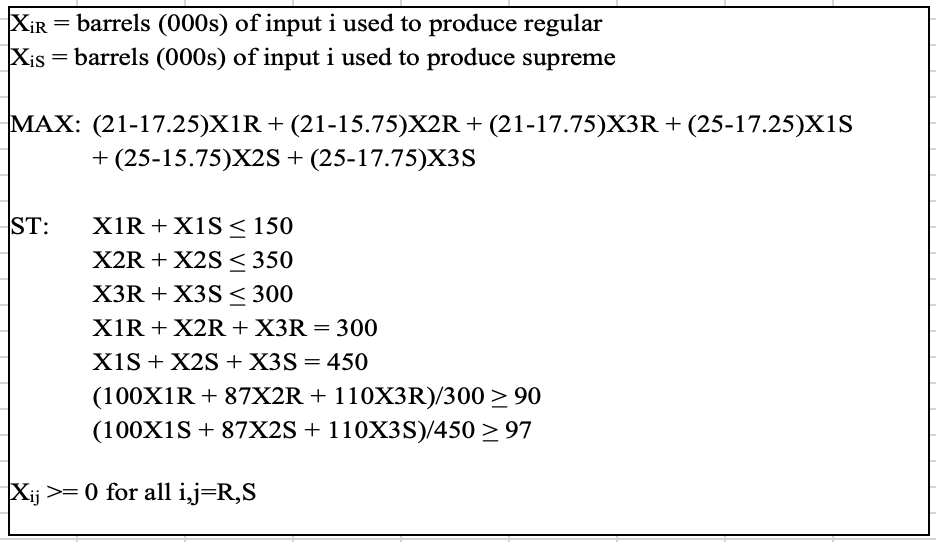 XiR = barrels (000s) of input i used to produce regular
XiS = barrels (000s) of input i used to produce supreme
MAX: (21-17.25)X1R + (21-15.75)X2R + (21-17.75)X3R + (25-17.25)X1S
+ (25-15.75)X2S + (25-17.75)X3S
ST: X1R + X1S ≤ 150
X2R + X2S ≤ 350
X3R + X3S ≤ 300
X1R + X2R + X3R = 300
X1S + X2S + X3S = 450
(100X1R + 87X2R + 110X3R)/300 ≥ 90
(100X1S + 87X2S + 110X3S)/450 ≥ 97
Xij >= 0 for all i,j=R,S